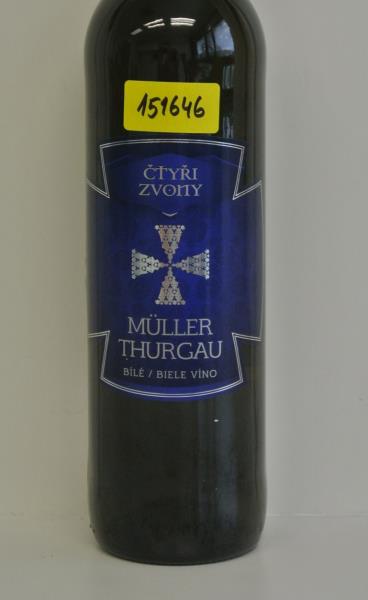 151646
ČTYŘI
ZVONY
MÜLLER
THURGAU
BÍLÉ / BIELE VÍNO